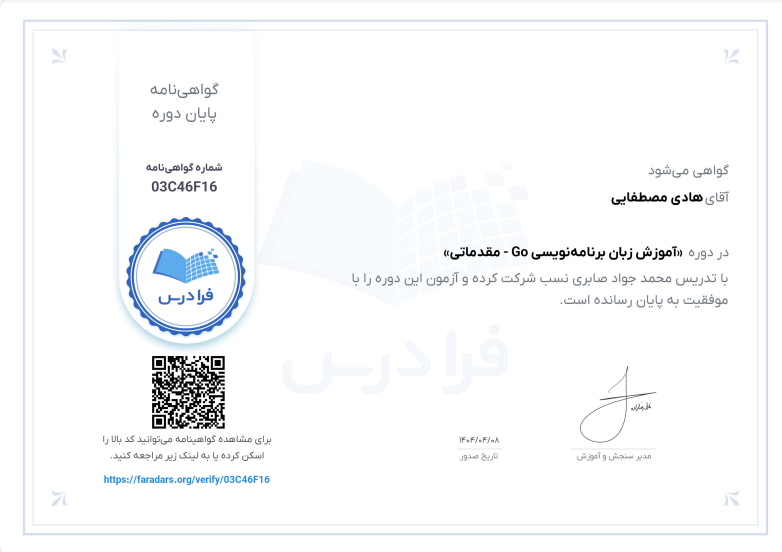 گواهی‌نامه
پایان دوره
شماره گواهی‌نامه
03C46F16
فرادرس
گواهی می‌شود
آقای هادی مصطفایی
در دوره «آموزش زبان برنامه‌نویسی Go - مقدماتی»
با تدریس محمد جواد صابری نسب شرکت کرده و آزمون این دوره را با
موفقیت به پایان رسانده است.
فرادرس
برای مشاهده گواهینامه می‌توانید کد بالا را
اسکن کرده یا به لینک زیر مراجعه کنید.
https://faradars.org/verify/03C46F16
۱۴۰۴/۰۴/۰۸
تاریخ صدور
مدیر سنجش و آموزش